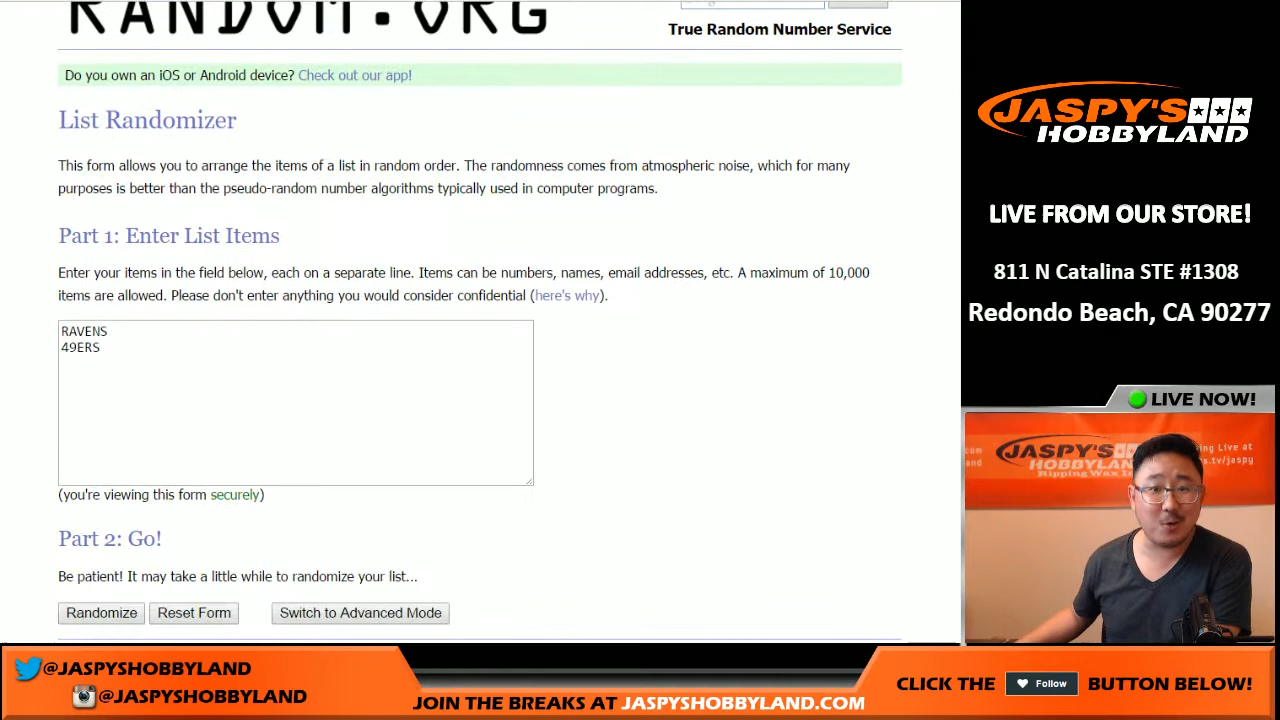 RANDOM.ORG
True Random Number Service
Do you own an iOS or Android device? Check out our app!
List Randomizer
This form allows you to arrange the items of a list in random order. The randomness comes from atmospheric noise, which for many
purposes is better than the pseudo-random number algorithms typically used in computer programs.
Part 1: Enter List Items
Enter your items in the field below, each on a separate line. Items can be numbers, names, email addresses, etc. A maximum of 10,000
items are allowed. Please don't enter anything you would consider confidential (here's why).
RAVENS
49ERS
(you're viewing this form securely)
Part 2: Go!
Be patient! It may take a little while to randomize your list...
Randomize Reset Form Switch to Advanced Mode
JASPY'S
HOBBYLAND
LIVE FROM OUR STORE!
811 N Catalina STE #1308
Redondo Beach, CA 90277
LIVE NOW!
JASPY'S
HOBBYLAND
Ripping Wax
Live at
.tv/jaspy
@JASPYSHOBBYLAND
@JASPYSHOBBYLAND
JOIN THE BREAKS AT JASPYSHOBBYLAND.COM
CLICK THE Follow BUTTON BELOW!